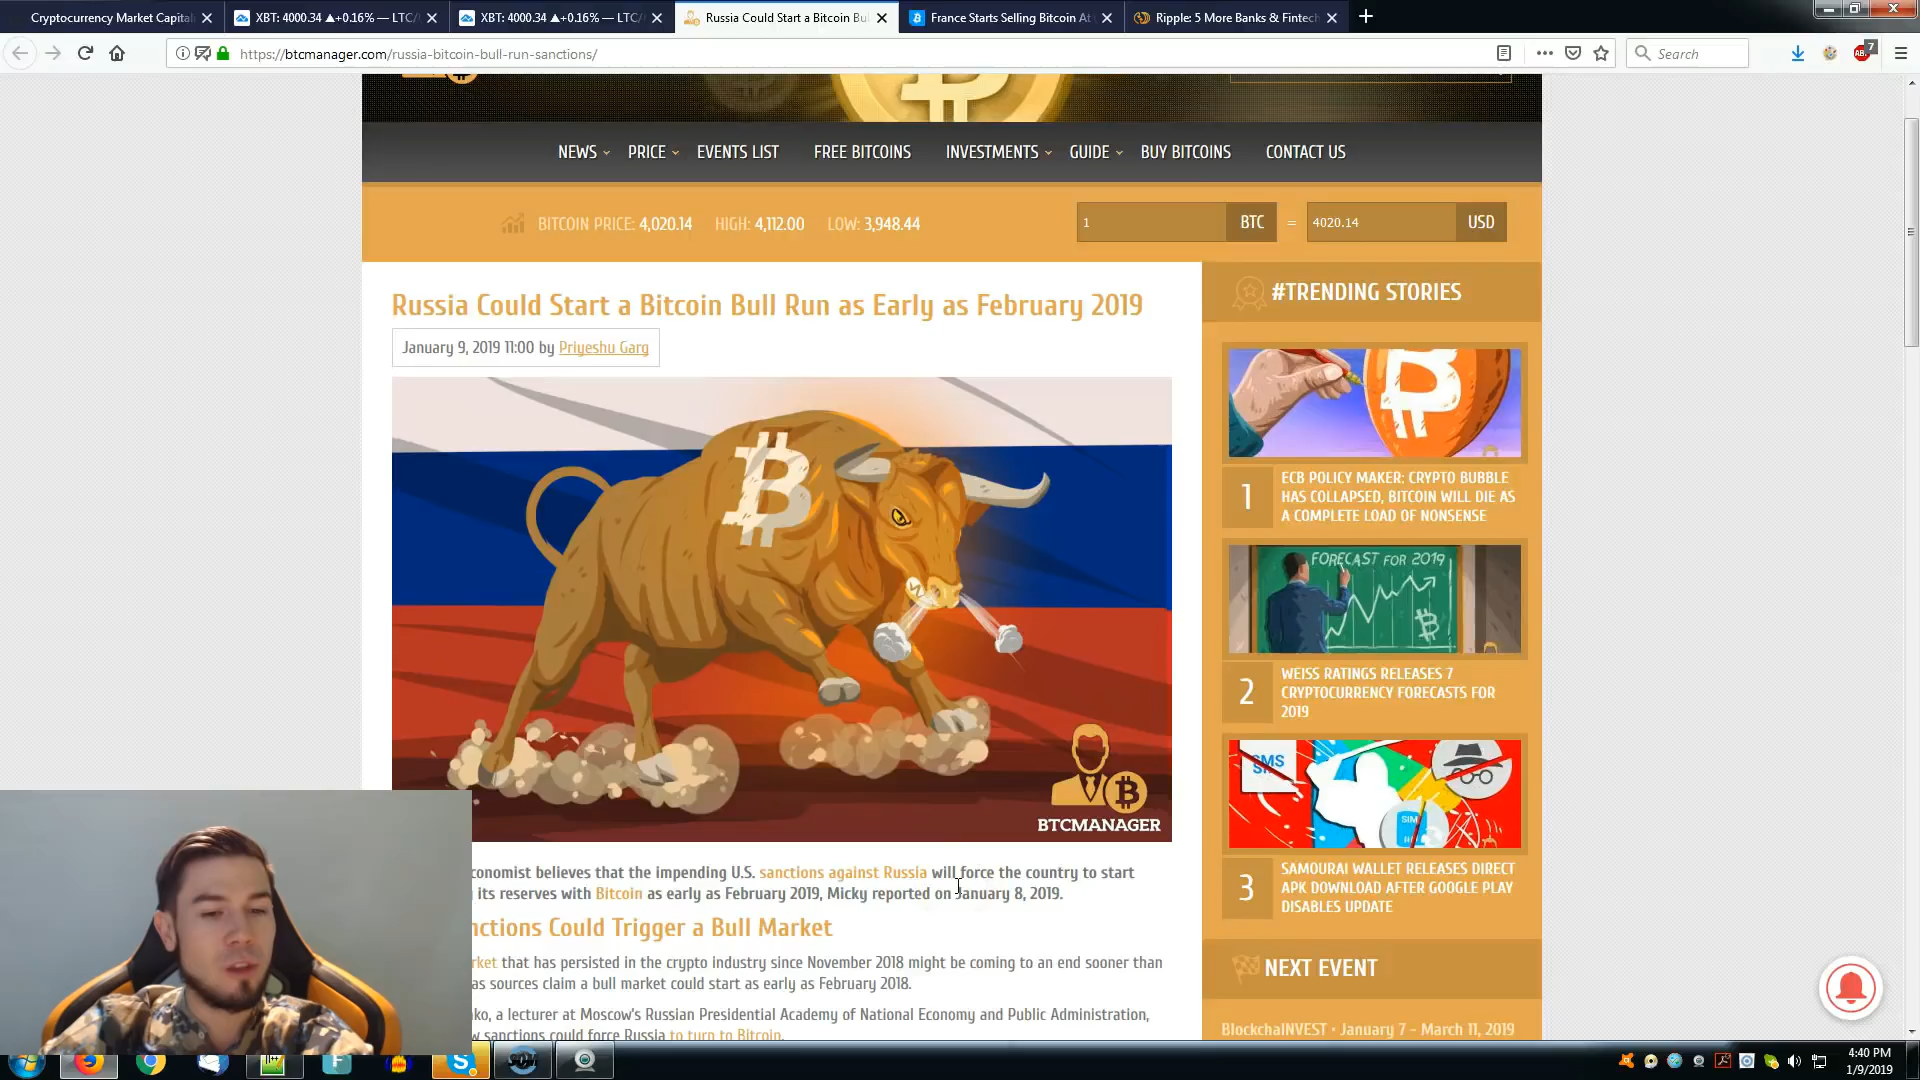 Cryptocurrency Market Capital
XBT: 4000.34 ▲+0.16% — LTC/
XBT: 4000.34 ▲+0.16% — LTC/
Russia Could Start a Bitcoin Bu
France Starts Selling Bitcoin At
Ripple: 5 More Banks & Fintech
https://btcmanager.com/russia-bitcoin-bull-run-sanctions/
Search
7
NEWS
PRICE
EVENTS LIST
FREE BITCOINS
INVESTMENTS
GUIDE
BUY BITCOINS
CONTACT US
BITCOIN PRICE: 4,020.14 HIGH: 4,112.00 LOW: 3,948.44
1 BTC = 4020.14 USD
Russia Could Start a Bitcoin Bull Run as Early as February 2019
January 9, 2019 11:00 by Priyeshu Garg
BTCMANAGER
onomist believes that the impending U.S. sanctions against Russia will force the country to start
its reserves with Bitcoin as early as February 2019, Micky reported on January 8, 2019.
nctions Could Trigger a Bull Market
rket that has persisted in the crypto industry since November 2018 might be coming to an end sooner than
as sources claim a bull market could start as early as February 2018.
ko, a lecturer at Moscow's Russian Presidential Academy of National Economy and Public Administration,
w sanctions could force Russia to turn to Bitcoin.
#TRENDING STORIES
1
ECB POLICY MAKER: CRYPTO BUBBLE
HAS COLLAPSED, BITCOIN WILL DIE AS
A COMPLETE LOAD OF NONSENSE
FORECAST FOR 2019
2
WEISS RATINGS RELEASES 7
CRYPTOCURRENCY FORECASTS FOR
2019
SMS
SIM
3
SAMOURAI WALLET RELEASES DIRECT
APK DOWNLOAD AFTER GOOGLE PLAY
DISABLES UPDATE
NEXT EVENT
BlockchaINVEST · January 7 - March 11, 2019
4:40 PM
1/9/2019